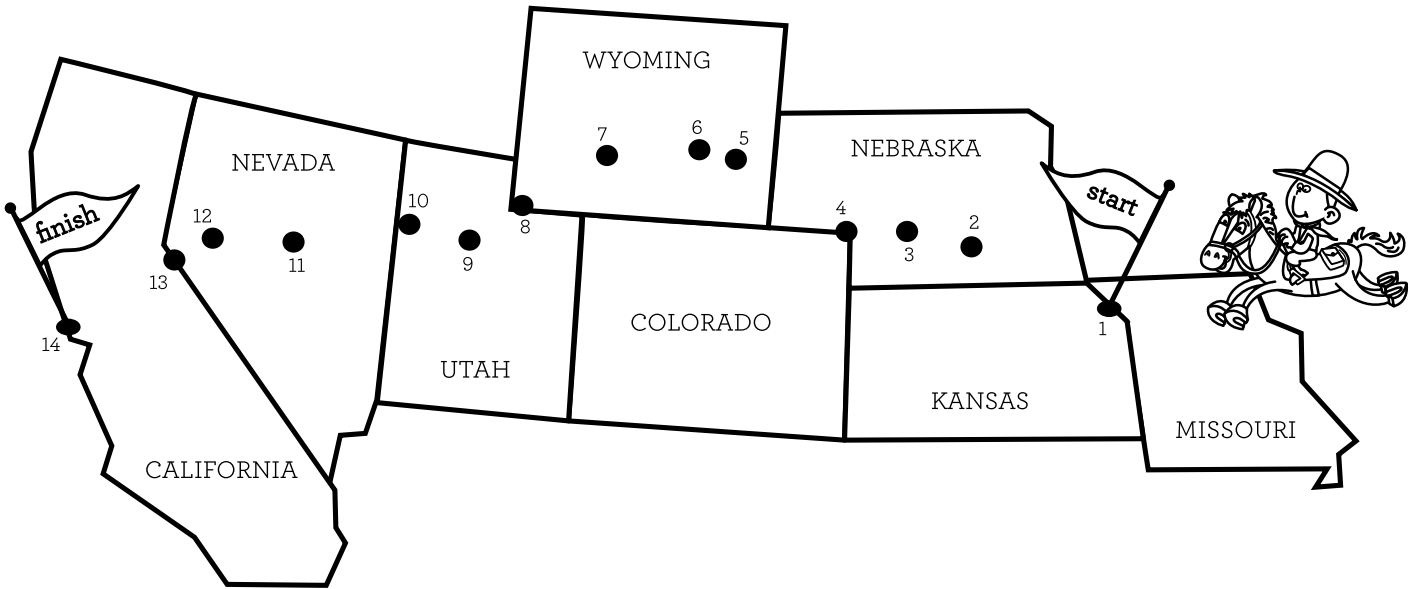 WYOMING
7
6
5
NEBRASKA
4
3
2
start
NEVADA
12
11
10
9
8
finish
13
14
1
COLORADO
UTAH
KANSAS
MISSOURI
CALIFORNIA